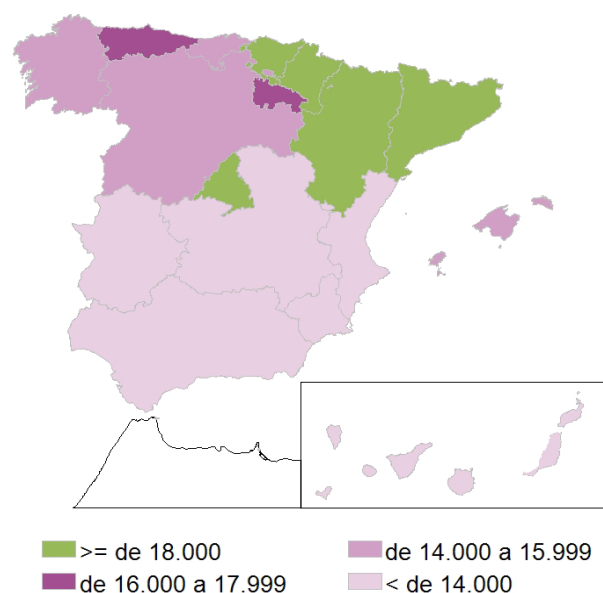 >= de 18.000
de 14.000 a 15.999
de 16.000 a 17.999
< de 14.000